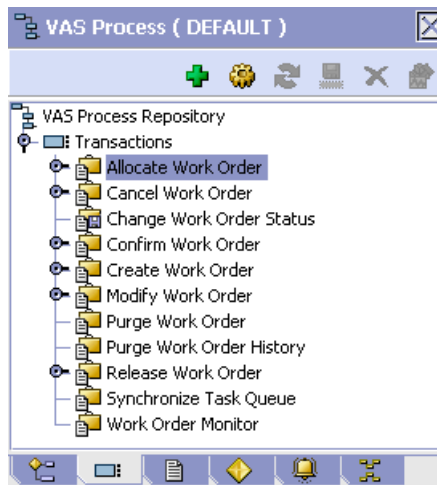 VAS Process ( DEFAULT )
VAS Process Repository
Transactions
Allocate Work Order
Cancel Work Order
Change Work Order Status
Confirm Work Order
Create Work Order
Modify Work Order
Purge Work Order
Purge Work Order History
Release Work Order
Synchronize Task Queue
Work Order Monitor